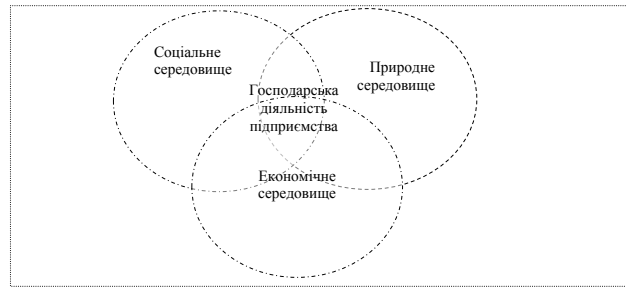 Соціальне
середовище
Природне
середовище
Господарська
діяльність
підприємства
Економічне
середовище